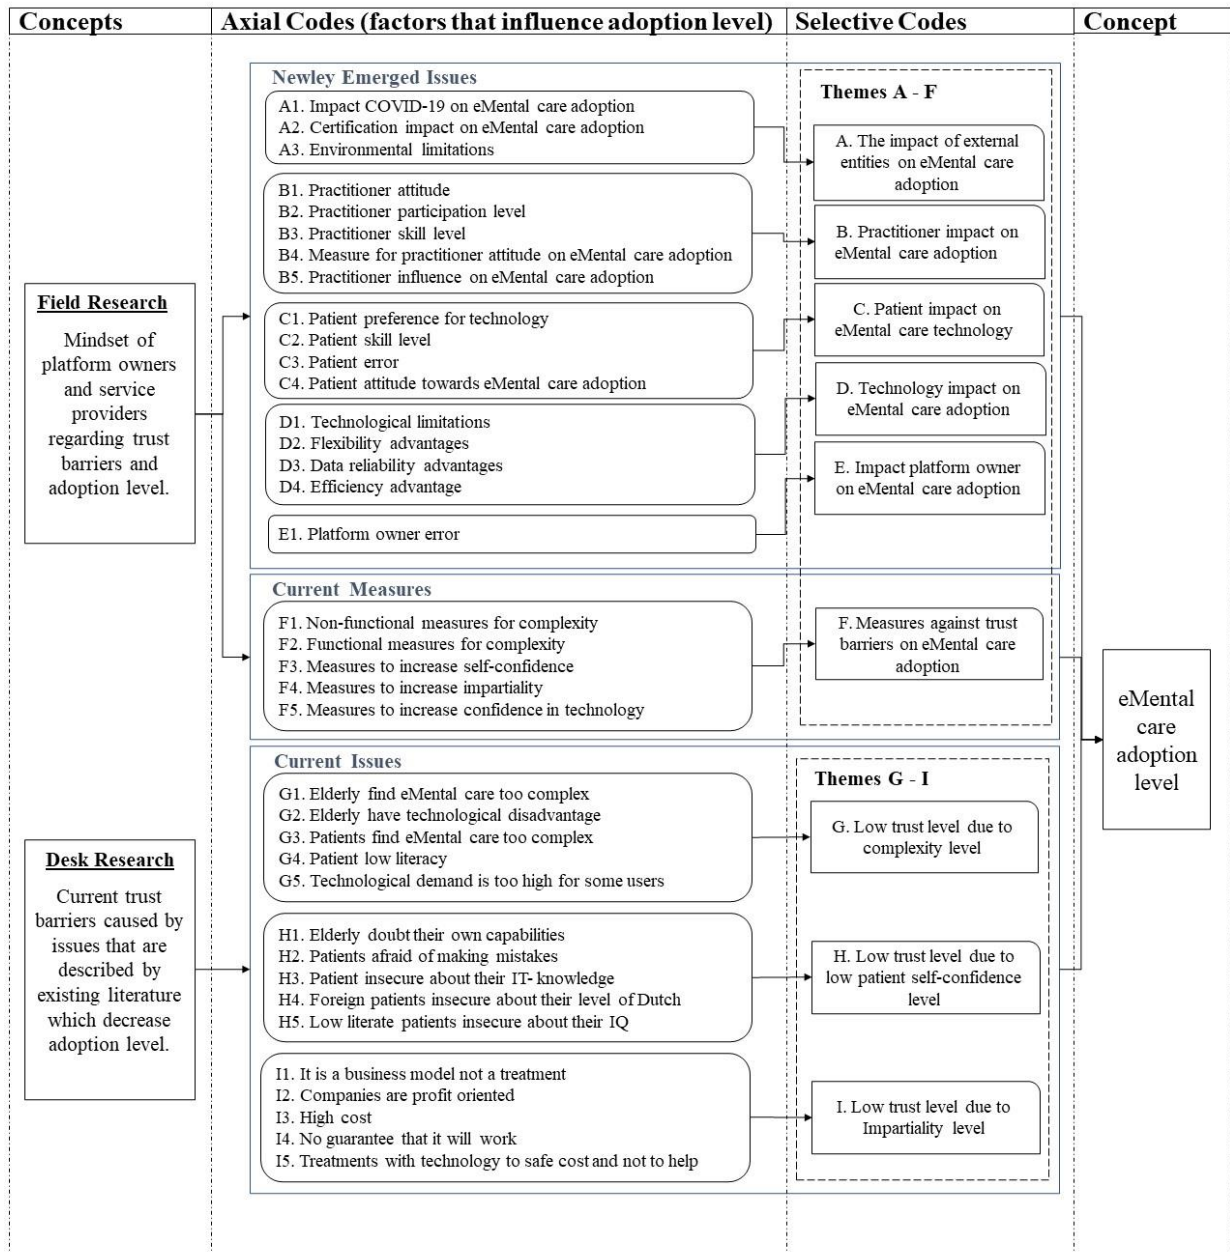 Concepts
Axial Codes (factors that influence adoption level)
Selective Codes
Concept
Field Research
Mindset of
platform owners
and service
providers
regarding trust
barriers and
adoption level.
Desk Research
Current trust
barriers caused by
issues that are
described by
existing literature
which decrease
adoption level.
Newley Emerged Issues
A1. Impact COVID-19 on eMental care adoption
A2. Certification impact on eMental care adoption
A3. Environmental limitations
B1. Practitioner attitude
B2. Practitioner participation level
B3. Practitioner skill level
B4. Measure for practitioner attitude on eMental care adoption
B5. Practitioner influence on eMental care adoption
C1. Patient preference for technology
C2. Patient skill level
C3. Patient error
C4. Patient attitude towards eMental care adoption
D1. Technological limitations
D2. Flexibility advantages
D3. Data reliability advantages
D4. Efficiency advantage
E1. Platform owner error
Current Measures
F1. Non-functional measures for complexity
F2. Functional measures for complexity
F3. Measures to increase self-confidence
F4. Measures to increase impartiality
F5. Measures to increase confidence in technology
Current Issues
G1. Elderly find eMental care too complex
G2. Elderly have technological disadvantage
G3. Patients find eMental care too complex
G4. Patient low literacy
G5. Technological demand is too high for some users
H1. Elderly doubt their own capabilities
H2. Patients afraid of making mistakes
H3. Patient insecure about their IT- knowledge
H4. Foreign patients insecure about their level of Dutch
H5. Low literate patients insecure about their IQ
I1. It is a business model not a treatment
I2. Companies are profit oriented
I3. High cost
I4. No guarantee that it will work
I5. Treatments with technology to safe cost and not to help
Themes A - F
A. The impact of external
entities on eMental care
adoption
B. Practitioner impact on
eMental care adoption
C. Patient impact on
eMental care technology
D. Technology impact on
eMental care adoption
E. Impact platform owner
on eMental care adoption
F. Measures against trust
barriers on eMental care
adoption
Themes G - I
G. Low trust level due to
complexity level
H. Low trust level due to
low patient self-confidence
level
I. Low trust level due to
Impartiality level
eMental
care
adoption
level